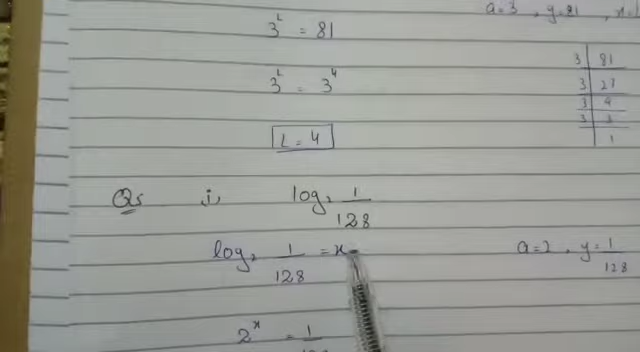 a=3 , y=81 , x=
3^L = 81
3^L = 3^4
L = 4
3 | 81
3 | 27
3 | 9
3 | 3
| 1
Q5 i, log₂ 1/128
log₂ 1/128 = x
a=2 , y=1/128
2^x = 1/